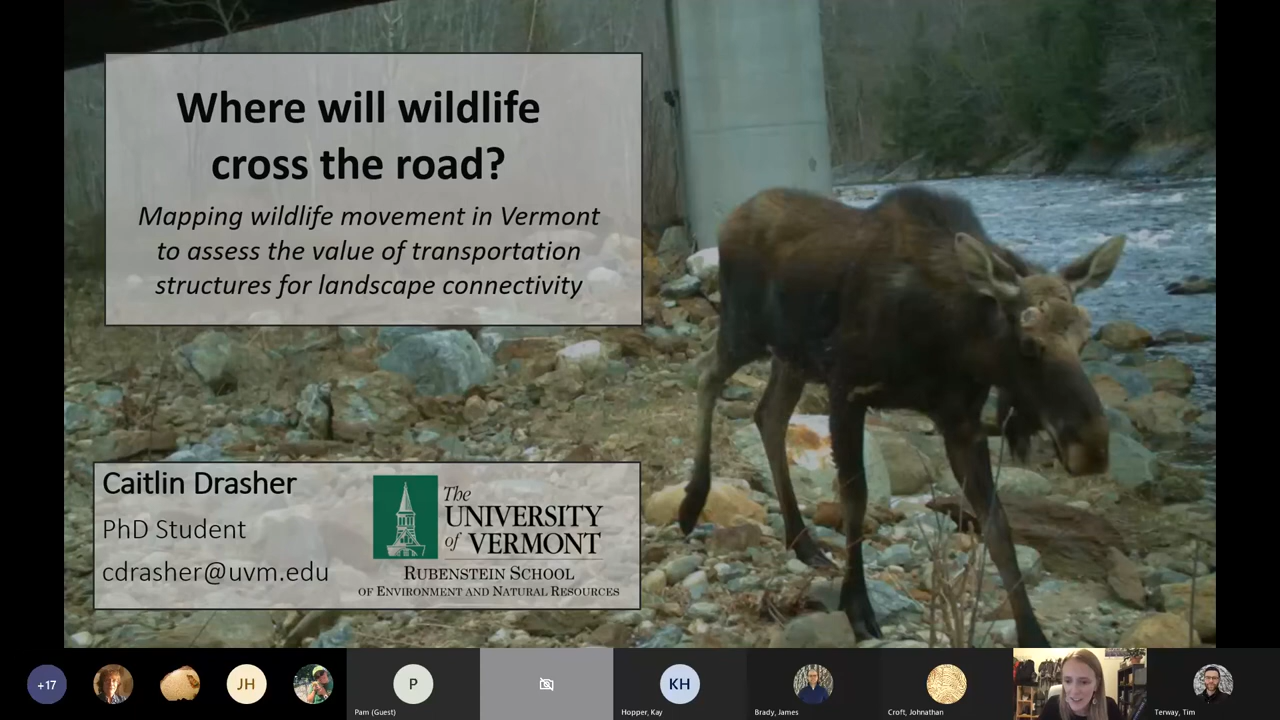 Where will wildlife
cross the road?
Mapping wildlife movement in Vermont
to assess the value of transportation
structures for landscape connectivity
Caitlin Drasher
PhD Student
cdrasher@uvm.edu
The
UNIVERSITY
of VERMONT
RUBENSTEIN SCHOOL
OF ENVIRONMENT AND NATURAL RESOURCES
+17
JH
P
KH
Pam (Guest)
Hopper, Kay
Brady, James
Croft, Johnathan
Terway, Tim